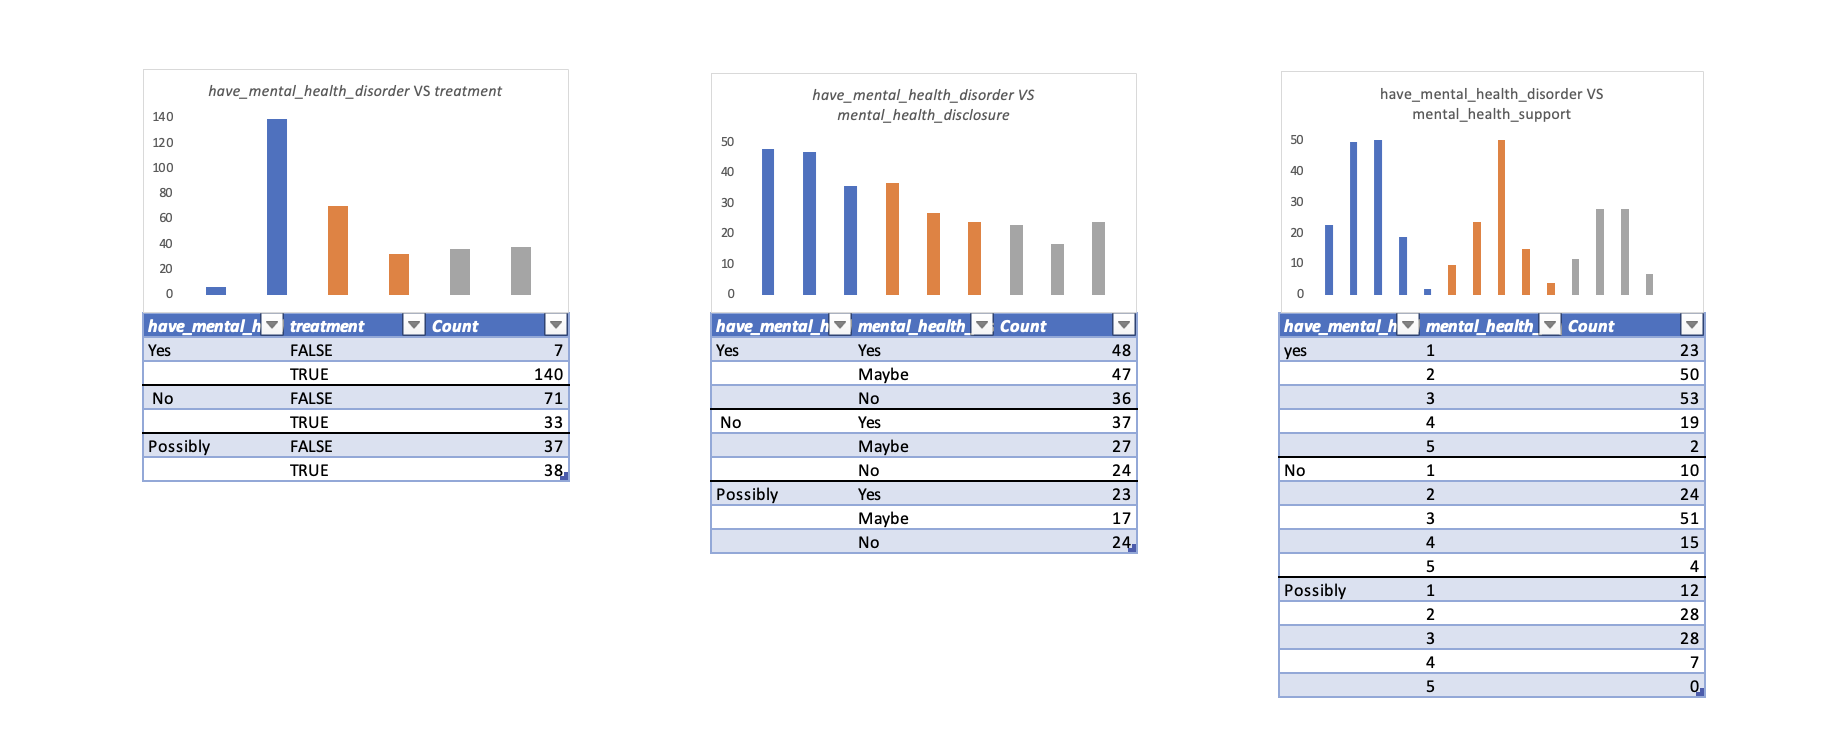 have_mental_health_disorder VS treatment
140
120
100
80
60
40
20
0
have_mental_h treatment Count
Yes FALSE 7
TRUE 140
No FALSE 71
TRUE 33
Possibly FALSE 37
TRUE 38
have_mental_health_disorder VS
mental_health_disclosure
50
40
30
20
10
0
have_mental_h mental_health_ Count
Yes Yes 48
Maybe 47
No 36
No Yes 37
Maybe 27
No 24
Possibly Yes 23
Maybe 17
No 24
have_mental_health_disorder VS
mental_health_support
50
40
30
20
10
0
have_mental_h mental_health_ Count
yes 1 23
2 50
3 53
4 19
5 2
No 1 10
2 24
3 51
4 15
5 4
Possibly 1 12
2 28
3 28
4 7
5 0